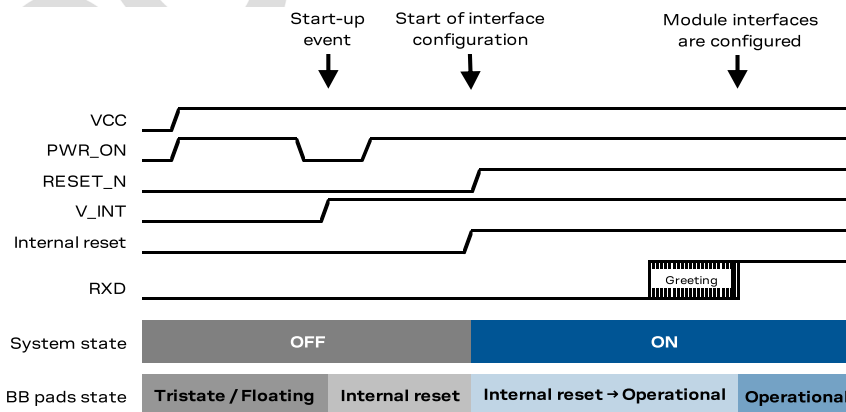 Start-up
event
Start of interface
configuration
Module interfaces
are configured
VCC
PWR_ON
RESET_N
V_INT
Internal reset
RXD
Greeting
System state
OFF
ON
BB pads state
Tristate / Floating
Internal reset
Internal reset → Operational
Operational